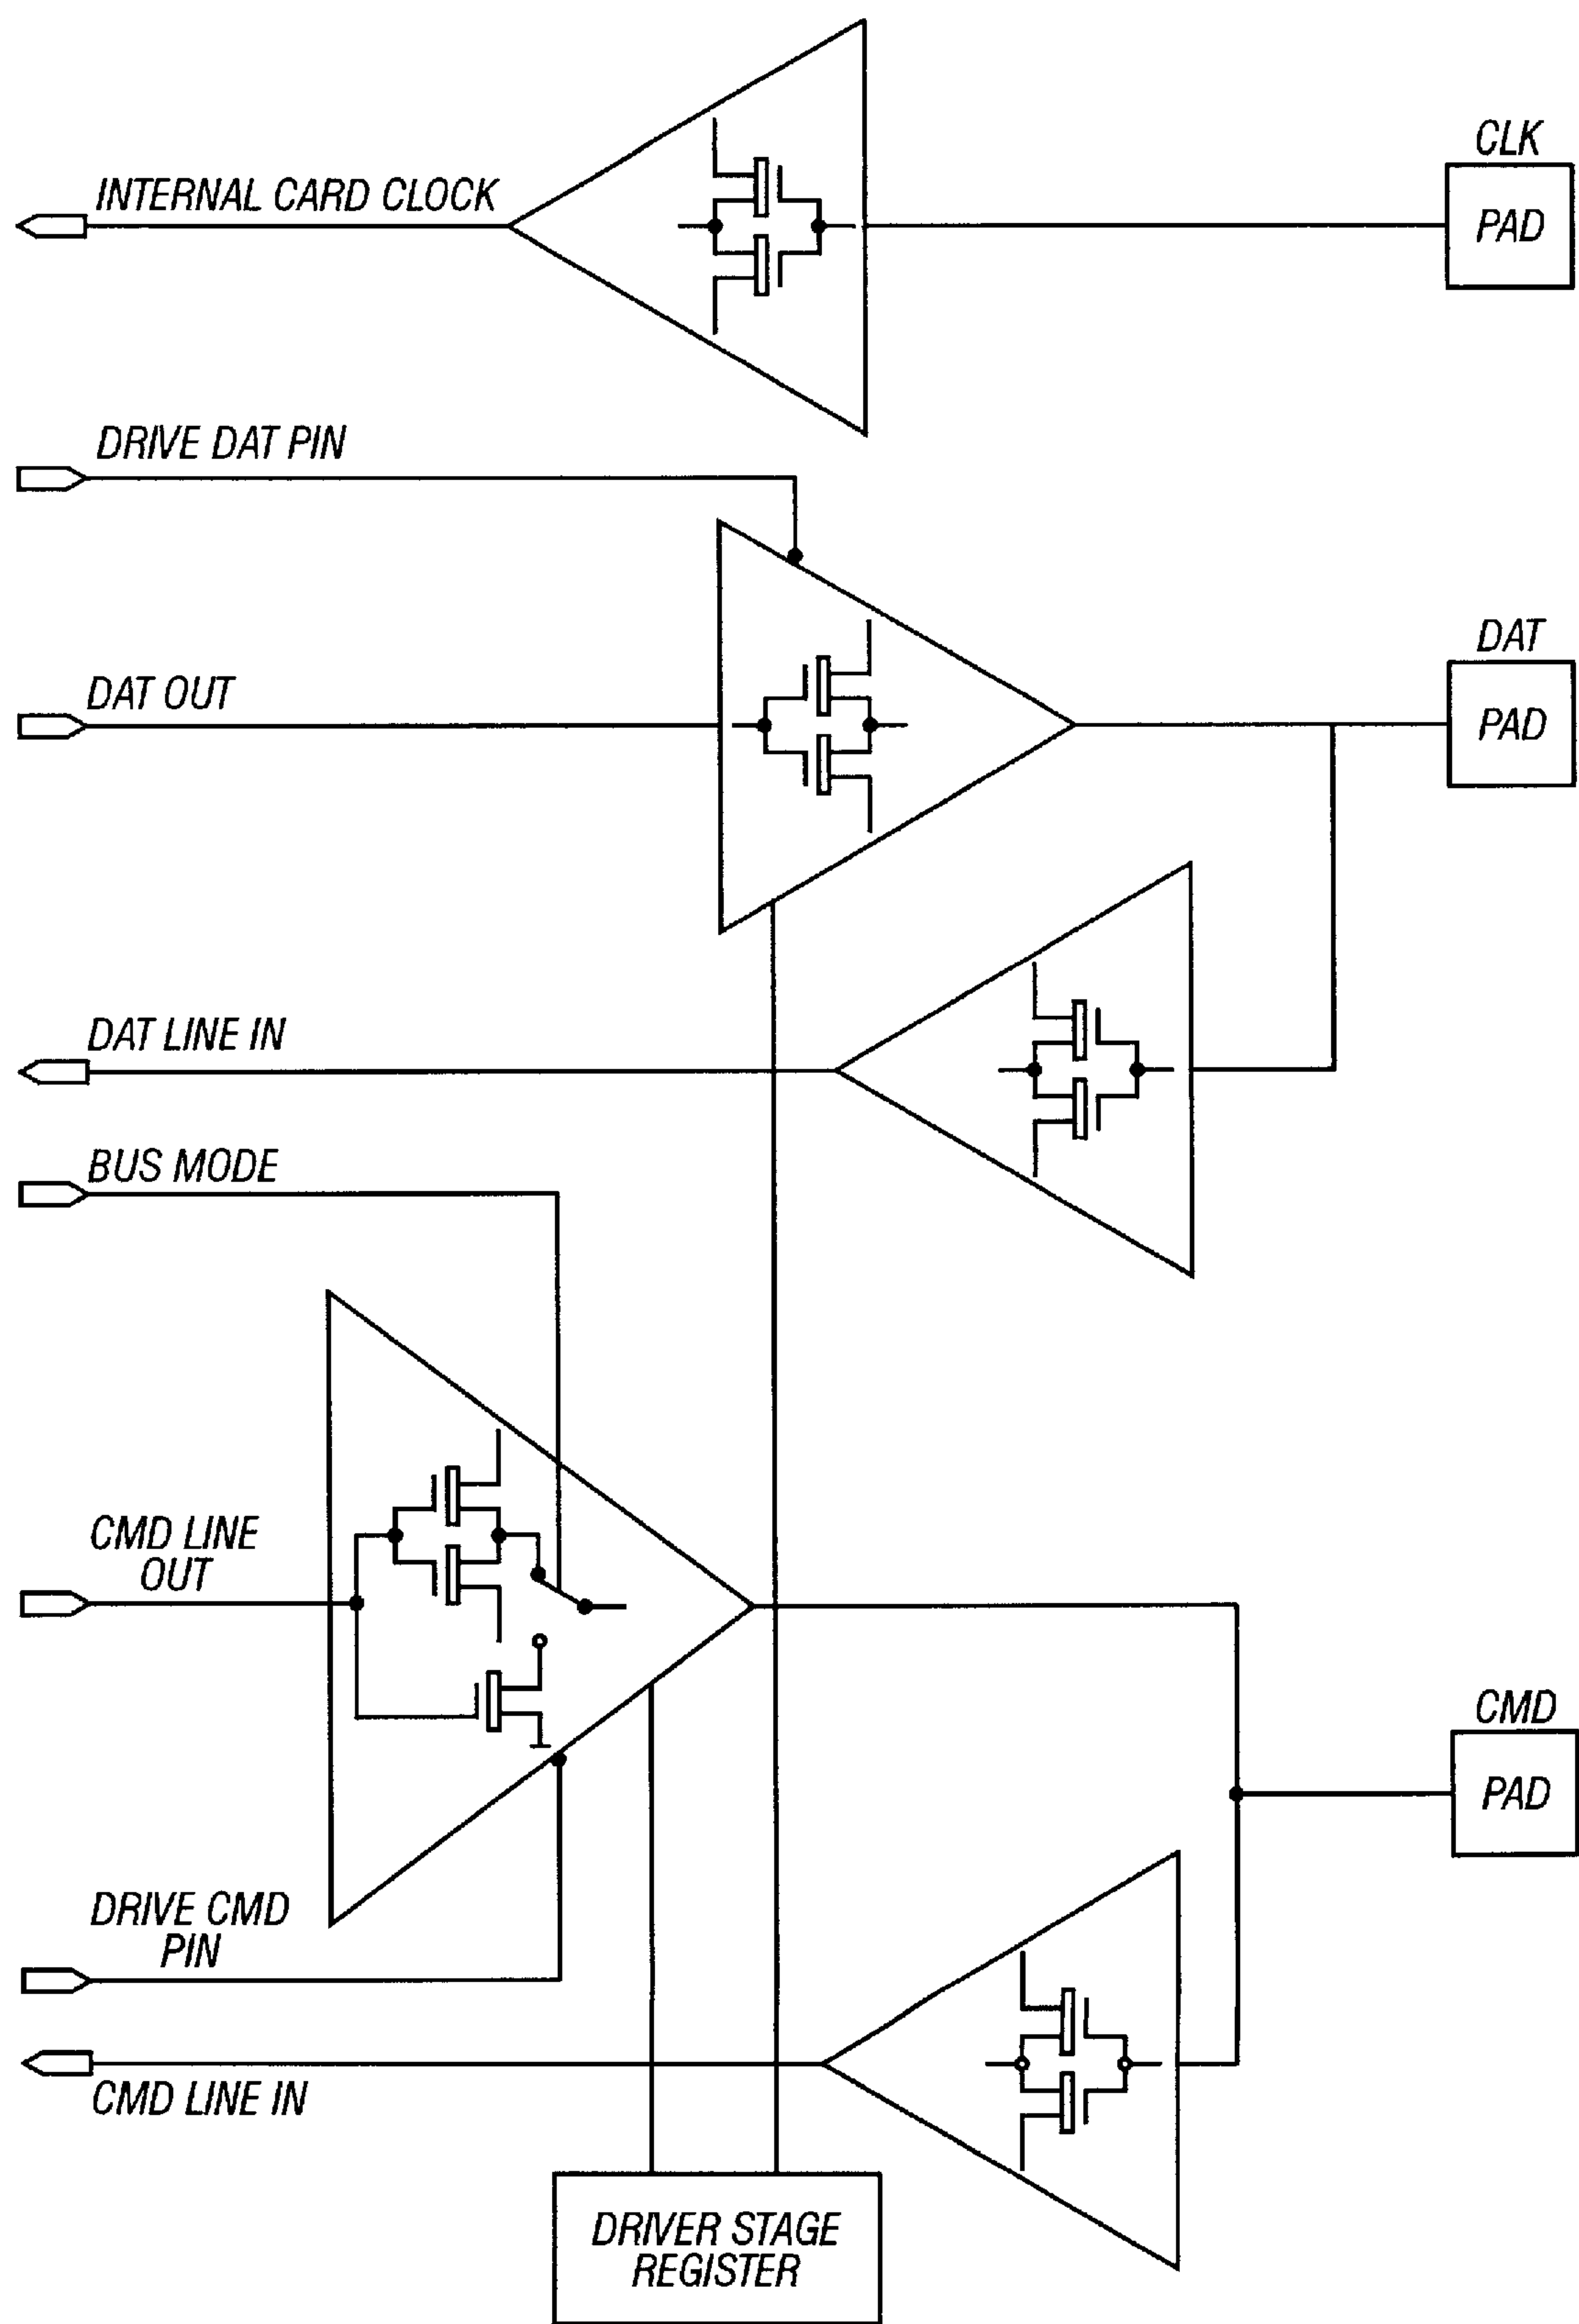 CLK
INTERNAL CARD CLOCK
PAD
DRIVE DAT PIN
DAT
DAT OUT
PAD
DAT LINE IN
BUS MODE
CMD LINE
OUT
CMD
PAD
DRIVE CMD
PIN
CMD LINE IN
DRIVER STAGE
REGISTER